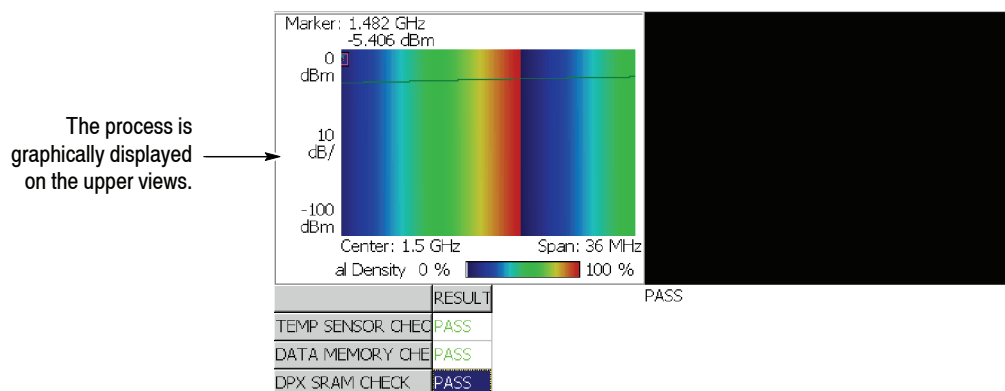 Marker: 1.482 GHz
-5.406 dBm
0
dBm
The process is
graphically displayed
on the upper views.
10
dB/
-100
dBm
Center: 1.5 GHz Span: 36 MHz
al Density 0 % 100 %
RESULT PASS
TEMP SENSOR CHEC PASS
DATA MEMORY CHE PASS
DPX SRAM CHECK PASS